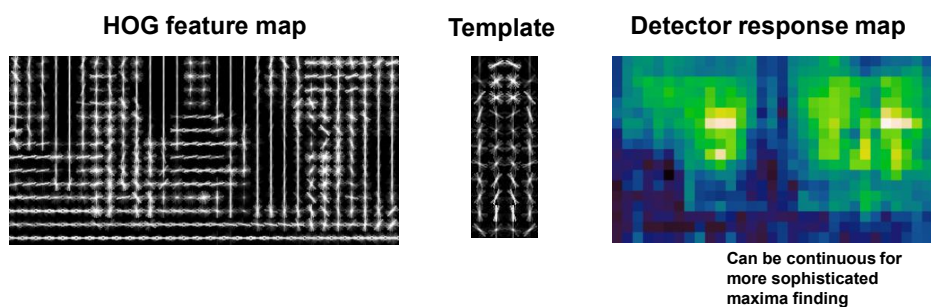 HOG feature map
Template
Detector response map
Can be continuous for
more sophisticated
maxima finding